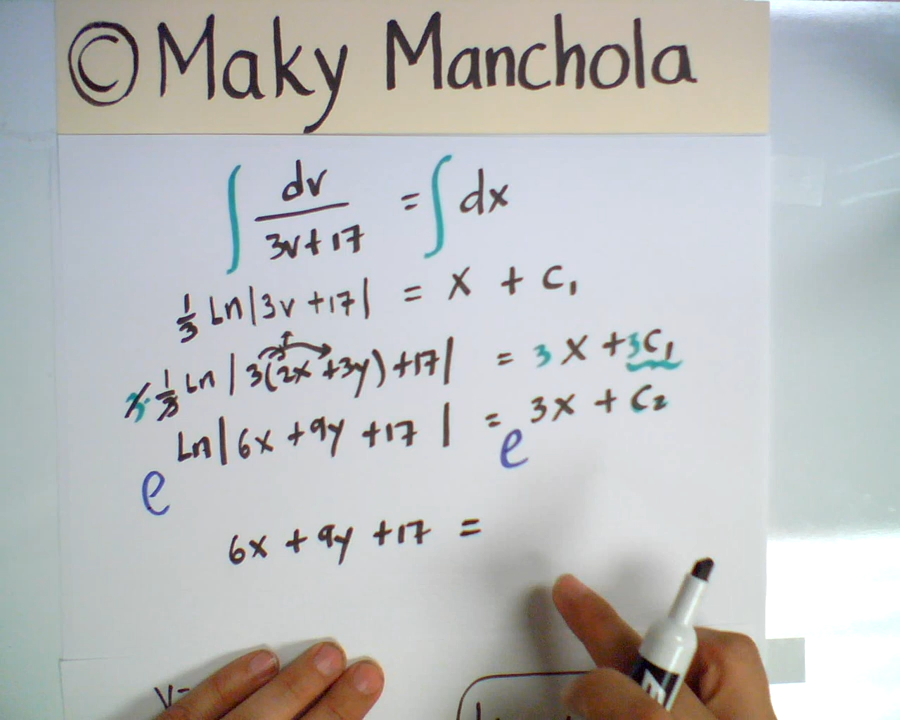 © Maky Manchola
∫ dv / 3v + 17 = ∫ dx
1/3 Ln|3v + 17| = x + C₁
3 · 1/3 Ln|3(2x + 3y) + 17| = 3x + 3C₁
e^Ln|6x + 9y + 17| = e^3x + C₂
6x + 9y + 17 =
V=